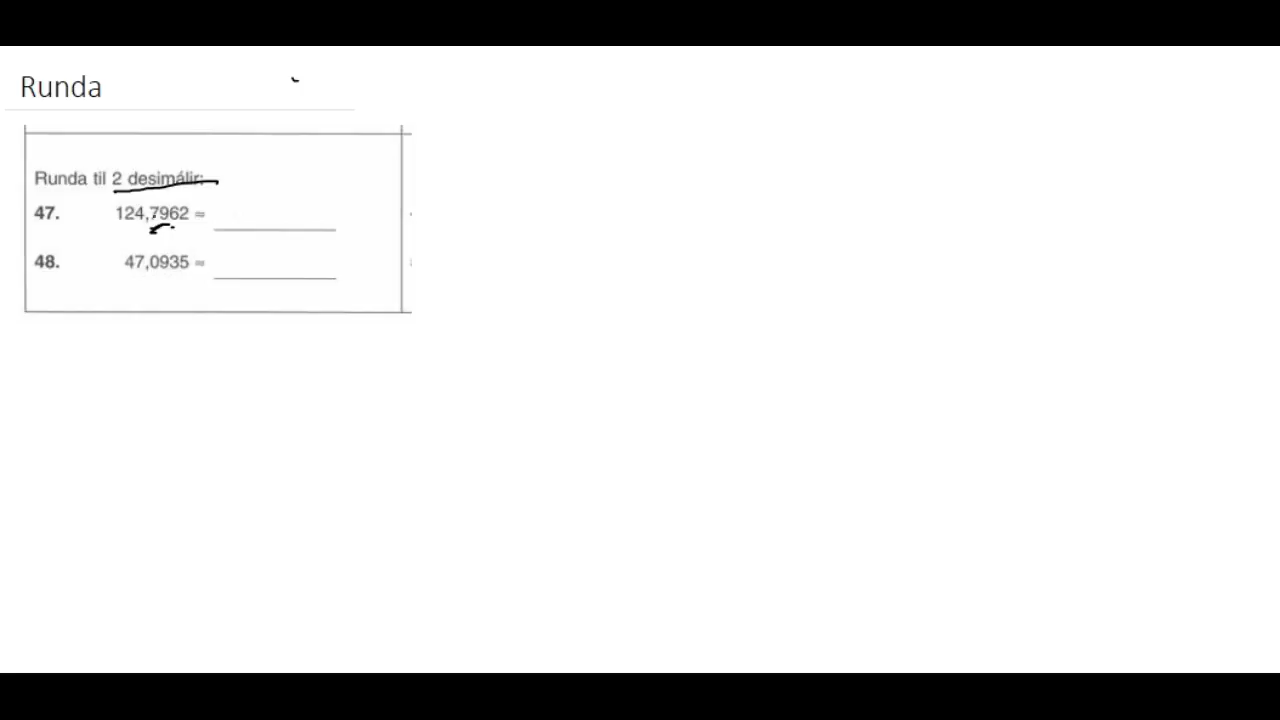 Runda
Runda til 2 desimálir:
47. 124,7962 ≈
48. 47,0935 ≈